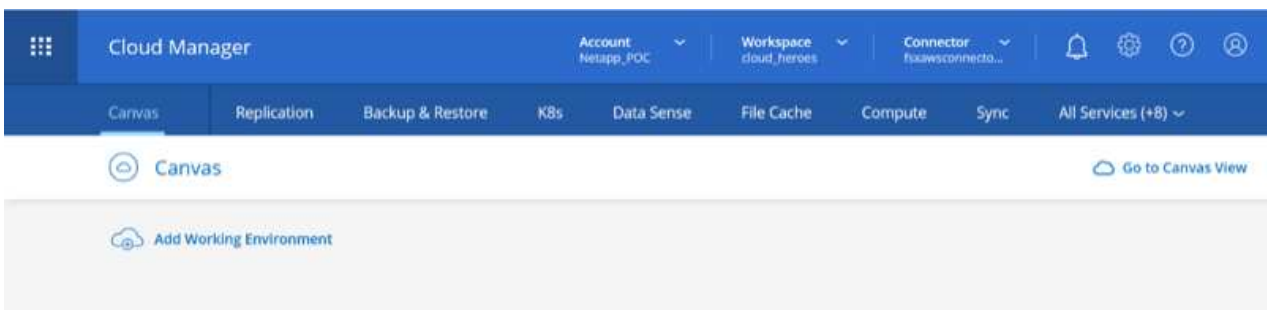 Cloud Manager
Account
Netapp_POC
Workspace
cloud_heroes
Connector
fsxawsconnecto...
Canvas Replication Backup & Restore K8s Data Sense File Cache Compute Sync All Services (+8)
Canvas
Go to Canvas View
Add Working Environment